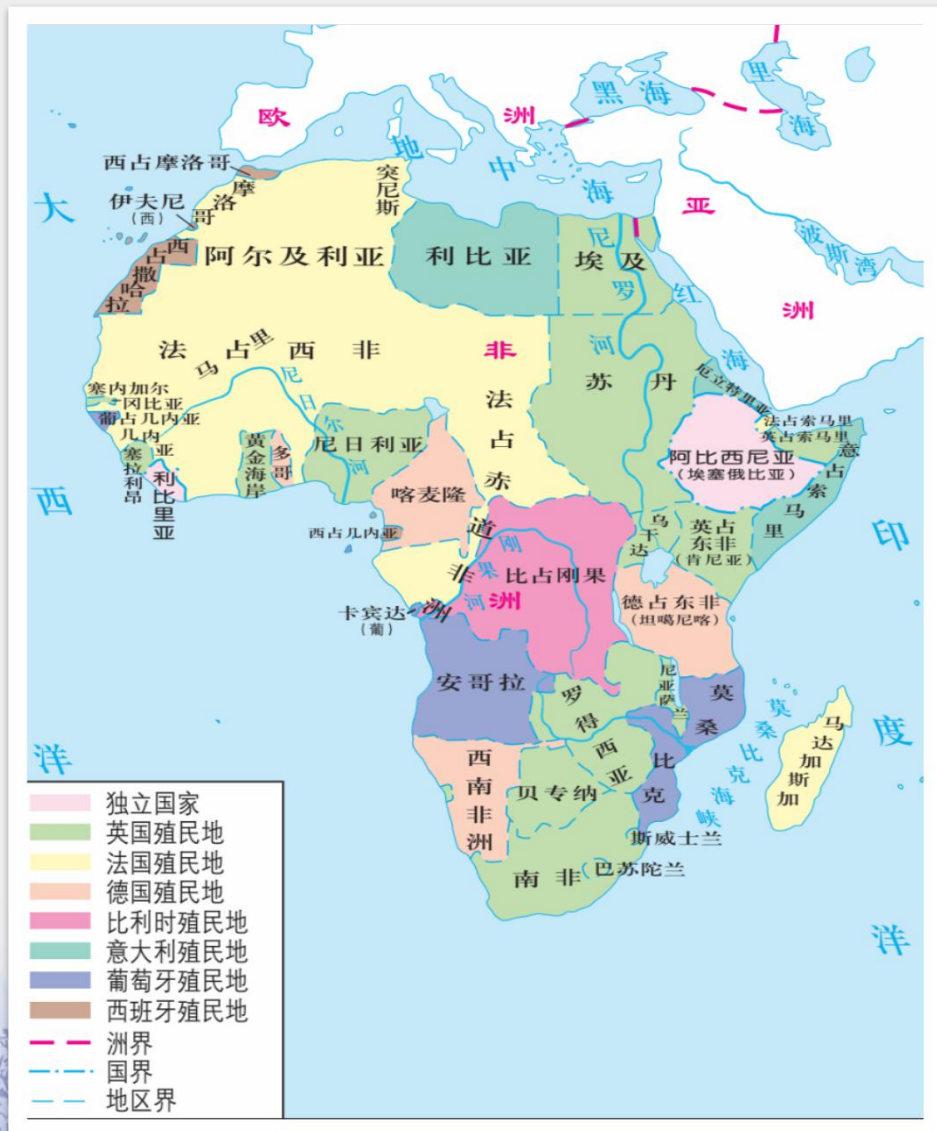 欧洲
黑海
里海
地中海
亚洲
波斯湾
红海
大西洋
西占摩洛哥
摩洛哥
突尼斯
伊夫尼
(西)
西占撒哈拉
阿尔及利亚
利比亚
埃及
尼罗河
非洲
法占西非
马里
尼日尔河
塞内加尔
冈比亚
葡占几内亚
几内亚
塞拉利昂
利比里亚
黄金海岸
多哥
尼日利亚
喀麦隆
法占赤道非洲
苏丹
厄立特里亚
法占索马里
英占索马里
意占索马里
阿比西尼亚
(埃塞俄比亚)
西占几内亚
刚果河
比占刚果
乌干达
英占
东非
(肯尼亚)
卡宾达
(葡)
德占东非
(坦噶尼喀)
安哥拉
罗得西亚
尼亚萨兰
莫桑比克
莫桑比克海峡
马达加斯加
印度洋
西南非洲
贝专纳
斯威士兰
巴苏陀兰
南非
独立国家
英国殖民地
法国殖民地
德国殖民地
比利时殖民地
意大利殖民地
葡萄牙殖民地
西班牙殖民地
洲界
国界
地区界